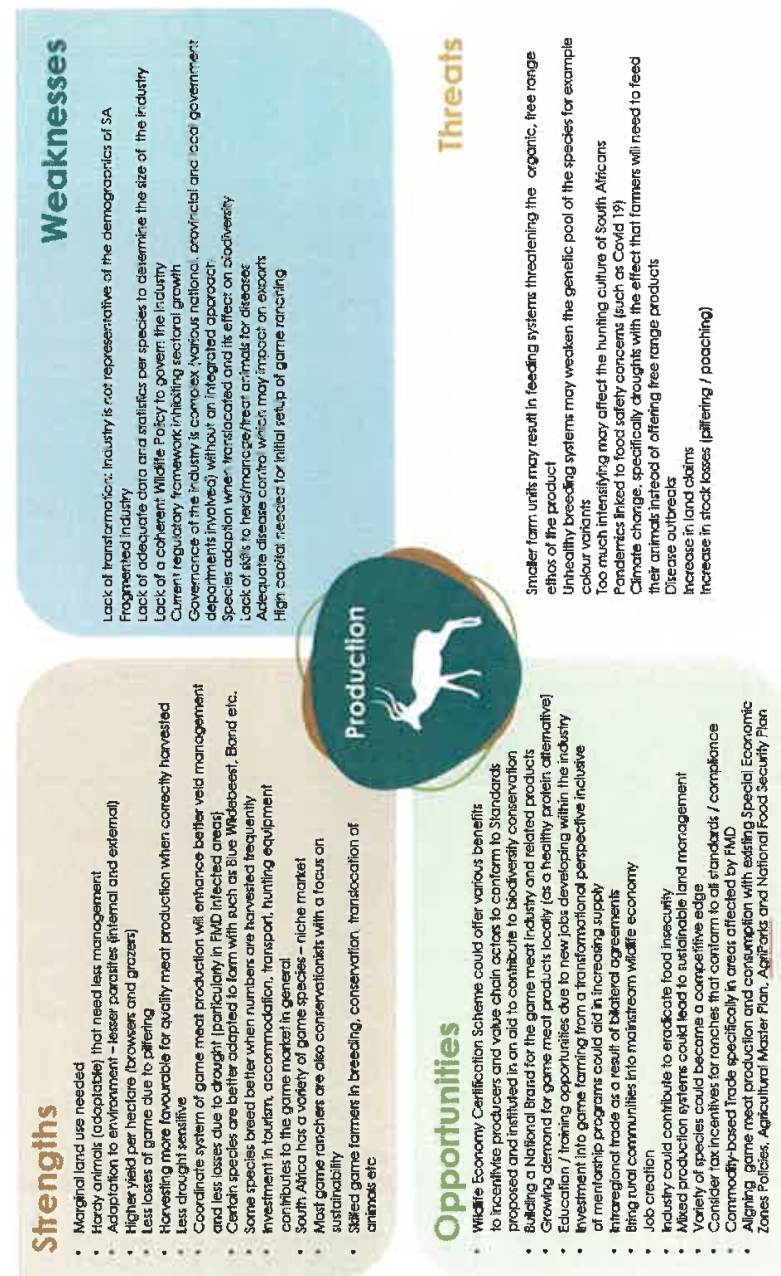 Strengths
• Marginal land use needed
• Hardy animals (adaptable) that need less management
• Adaptation to environment – lesser parasites (internal and external)
• Higher yield per hectare (browsers and grazers)
• Less losses of game due to pilfering
• Harvesting more favourable for quality meat production when correctly harvested
• Less drought sensitive
• Coordinate system of game meat production will enhance better veld management
and less losses due to drought (particularly in FMD infected areas)
• Certain species are better adapted to farm with such as Blue Wildebeest, Eland etc.
• Some species breed better when numbers are harvested frequently
• Investment in tourism, accommodation, transport, hunting equipment
contributes to the game market in general
• South Africa has a variety of game species – niche market
• Most game ranchers are also conservationists with a focus on
sustainability
• Skilled game farmers in breeding, conservation, translocation of
animals etc
Weaknesses
Lack of transformation: Industry is not representative of the demographics of SA
Fragmented industry
Lack of adequate data and statistics per species to determine the size of the industry
Lack of a coherent Wildlife Policy to govern the industry
Current regulatory framework inhibiting sectoral growth
Governance of the industry is complex (various national, provincial and local government
departments involved) without an integrated approach
Species adaption when translocated and its effect on biodiversity
Lack of skills to herd/manage/treat animals for diseases
Adequate disease control which may impact on exports
High capital needed for initial setup of game ranching
Production
Opportunities
• Wildlife Economy Certification Scheme could offer various benefits
to incentivise producers and value chain actors to conform to Standards
proposed and instituted in an aid to contribute to biodiversity conservation
• Building a National Brand for the game meat industry and related products
• Growing demand for game meat products locally (as a healthy protein alternative)
• Education / training opportunities due to new jobs developing within the industry
• Investment into game farming from a transformational perspective inclusive
of mentorship programs could aid in increasing supply
• Intraregional trade as a result of bilateral agreements
• Bring rural communities into mainstream wildlife economy
• Job creation
• Industry could contribute to eradicate food insecurity
• Mixed production systems could lead to sustainable land management
• Variety of species could become a competitive edge
• Consider tax incentives for ranches that conform to all standards / compliance
• Commodity-based Trade specifically in areas affected by FMD
• Aligning game meat production and consumption with existing Special Economic
Zones Policies, Agricultural Master Plan, AgriParks and National Food Security Plan
Threats
Smaller farm units may result in feeding systems threatening the organic, free range
ethos of the product
Unhealthy breeding systems may weaken the genetic pool of the species for example
colour variants
Too much intensifying may affect the hunting culture of South Africans
Pandemics linked to food safety concerns (such as Covid 19)
Climate change, specifically droughts with the effect that farmers will need to feed
their animals instead of offering free range products
Disease outbreaks
Increase in land claims
Increase in stock losses (pilfering / poaching)